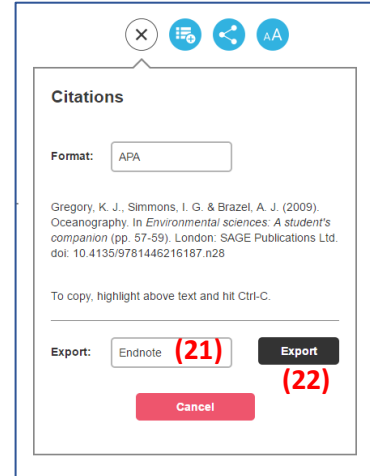 AA
Citations
Format: APA
Gregory, K. J., Simmons, I. G. & Brazel, A. J. (2009).
Oceanography. In Environmental sciences: A student's
companion (pp. 57-59). London: SAGE Publications Ltd.
doi: 10.4135/9781446216187.n28
To copy, highlight above text and hit Ctrl-C.
Export: Endnote (21) Export
(22)
Cancel